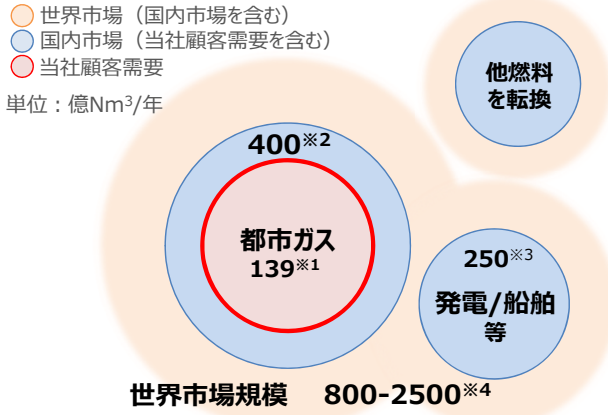 世界市場（国内市場を含む）
国内市場（当社顧客需要を含む）
当社顧客需要
単位：億Nm³/年
他燃料
を転換
400※2
都市ガス
139※1
250※3
発電/船舶
等
世界市場規模　800-2500※4